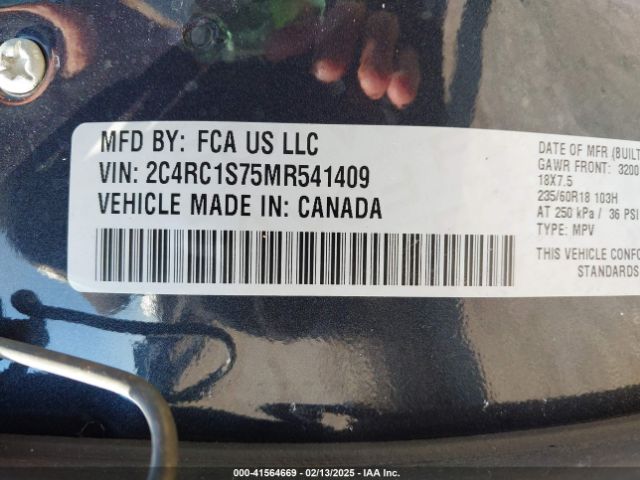 MFD BY: FCA US LLC
VIN: 2C4RC1S75MR541409
VEHICLE MADE IN: CANADA
DATE OF MFR (BUILT
GAWR FRONT: 3200
18X7.5
235/60R18 103H
AT 250 kPa / 36 PSI
TYPE: MPV
THIS VEHICLE CONFO
STANDARDS
000-41564669 — 02/13/2025 — IAA Inc.